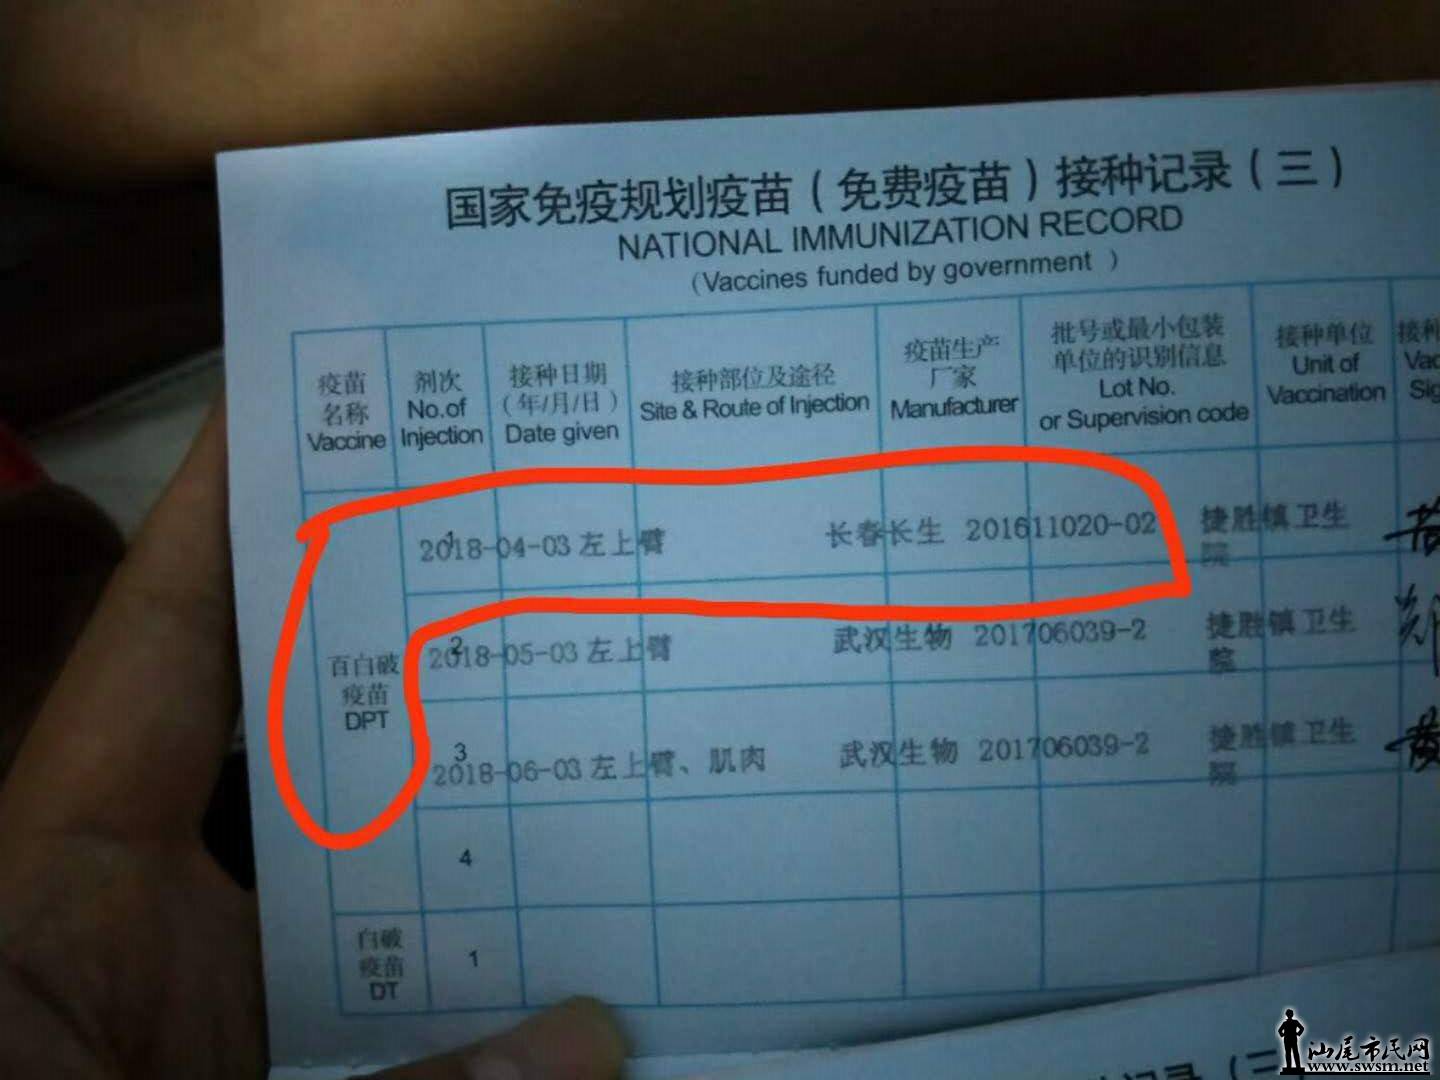 国家免疫规划疫苗（免费疫苗）接种记录（三）
NATIONAL IMMUNIZATION RECORD
(Vaccines funded by government )
疫苗
名称
Vaccine
剂次
No.of
Injection
接种日期
（年/月/日）
Date given
接种部位及途径
Site & Route of Injection
疫苗生产
厂家
Manufacturer
批号或最小包装
单位的识别信息
Lot No.
or Supervision code
接种单位
Unit of
Vaccination
接种
百白破
疫苗
DPT
1
2018-04-03 左上臂 长春长生 201611020-02 捷胜镇卫生
院
2
2018-05-03 左上臂 武汉生物 201706039-2 捷胜镇卫生
院
3
2018-06-03 左上臂、肌肉 武汉生物 201706039-2 捷胜镇卫生
院
4
白破
疫苗
DT
1
汕尾市民网
www.swsm.net